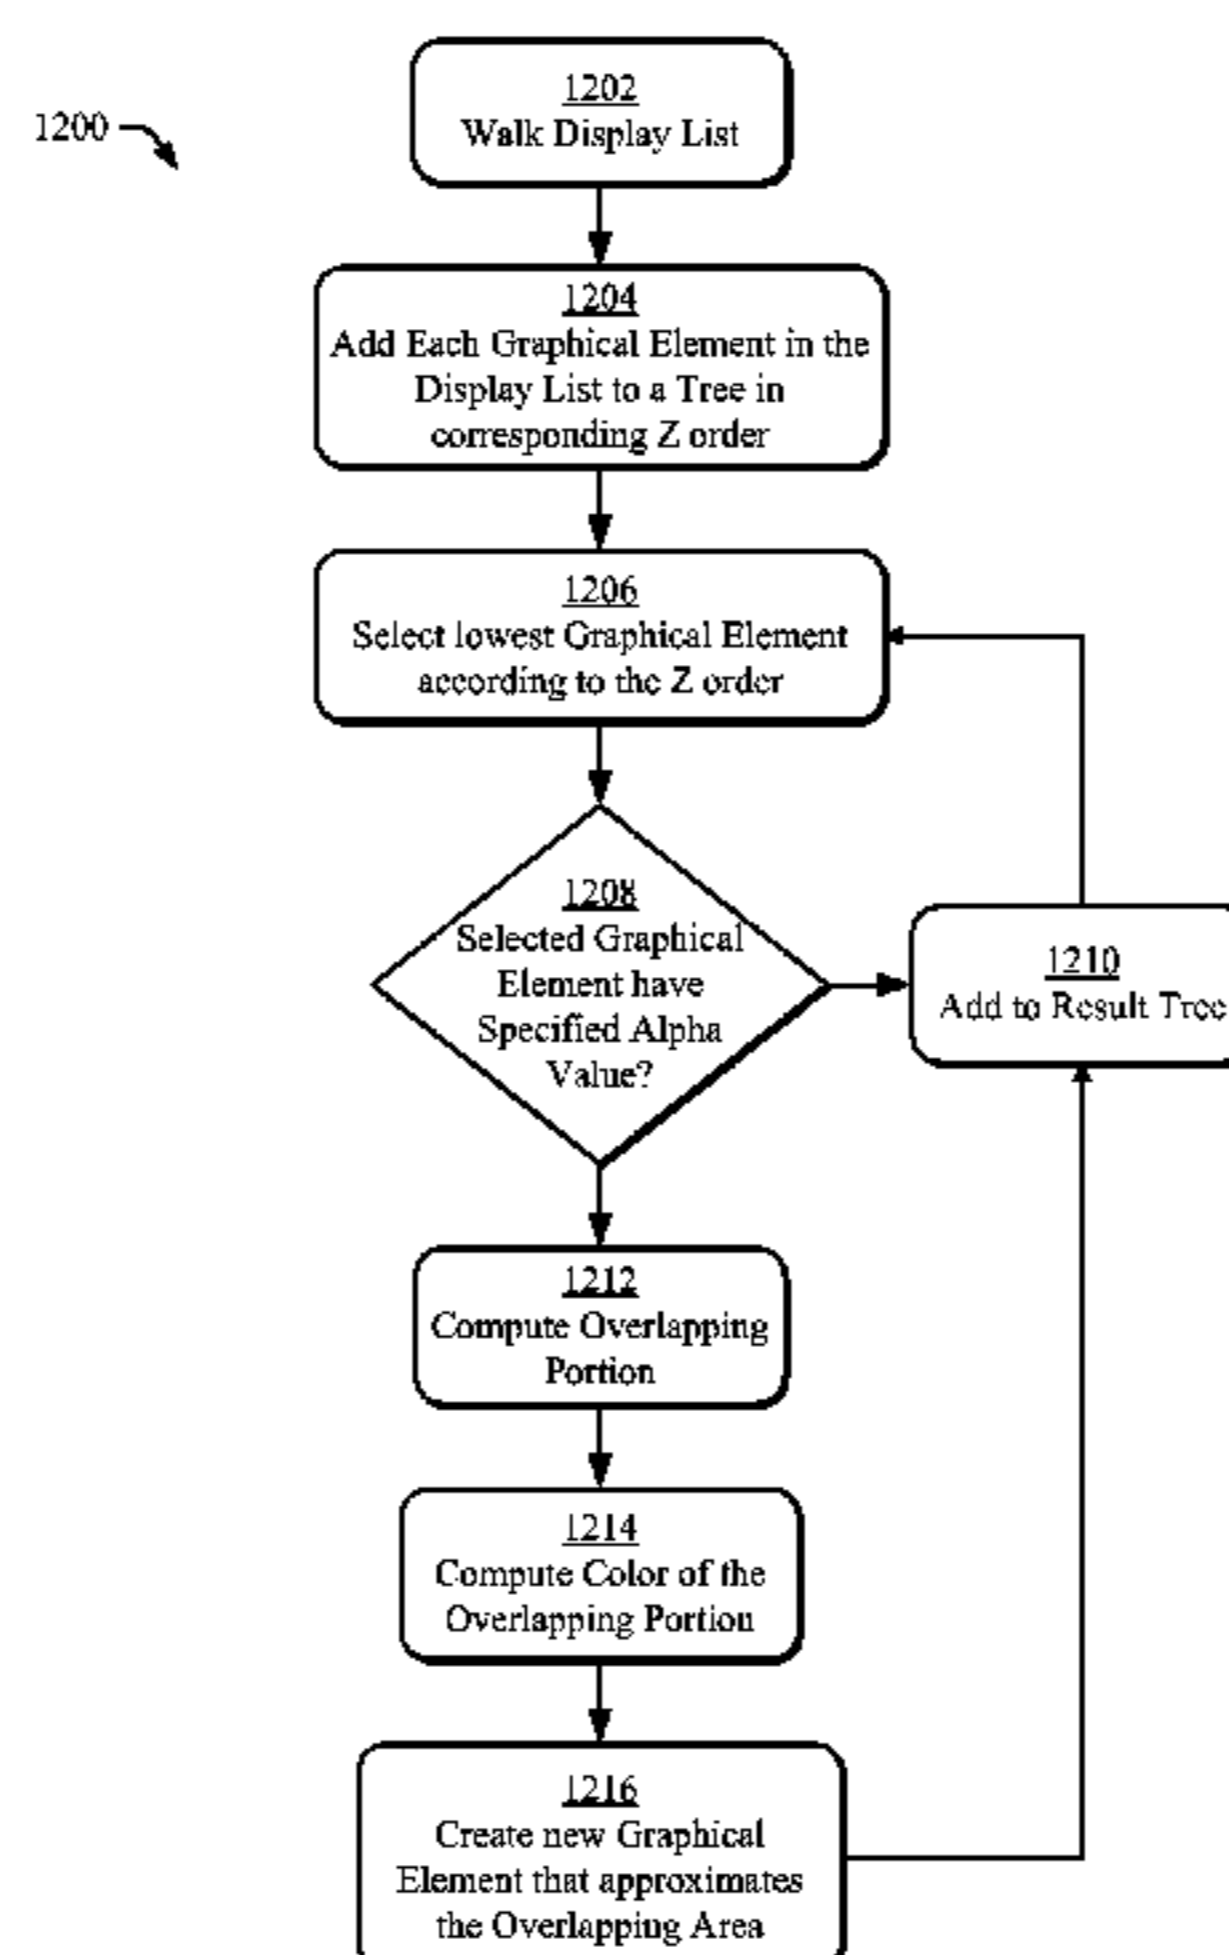 1200
1202
Walk Display List
1204
Add Each Graphical Element in the
Display List to a Tree in
corresponding Z order
1206
Select lowest Graphical Element
according to the Z order
1208
Selected Graphical
Element have
Specified Alpha
Value?
1210
Add to Result Tree
1212
Compute Overlapping
Portion
1214
Compute Color of the
Overlapping Portion
1216
Create new Graphical
Element that approximates
the Overlapping Area